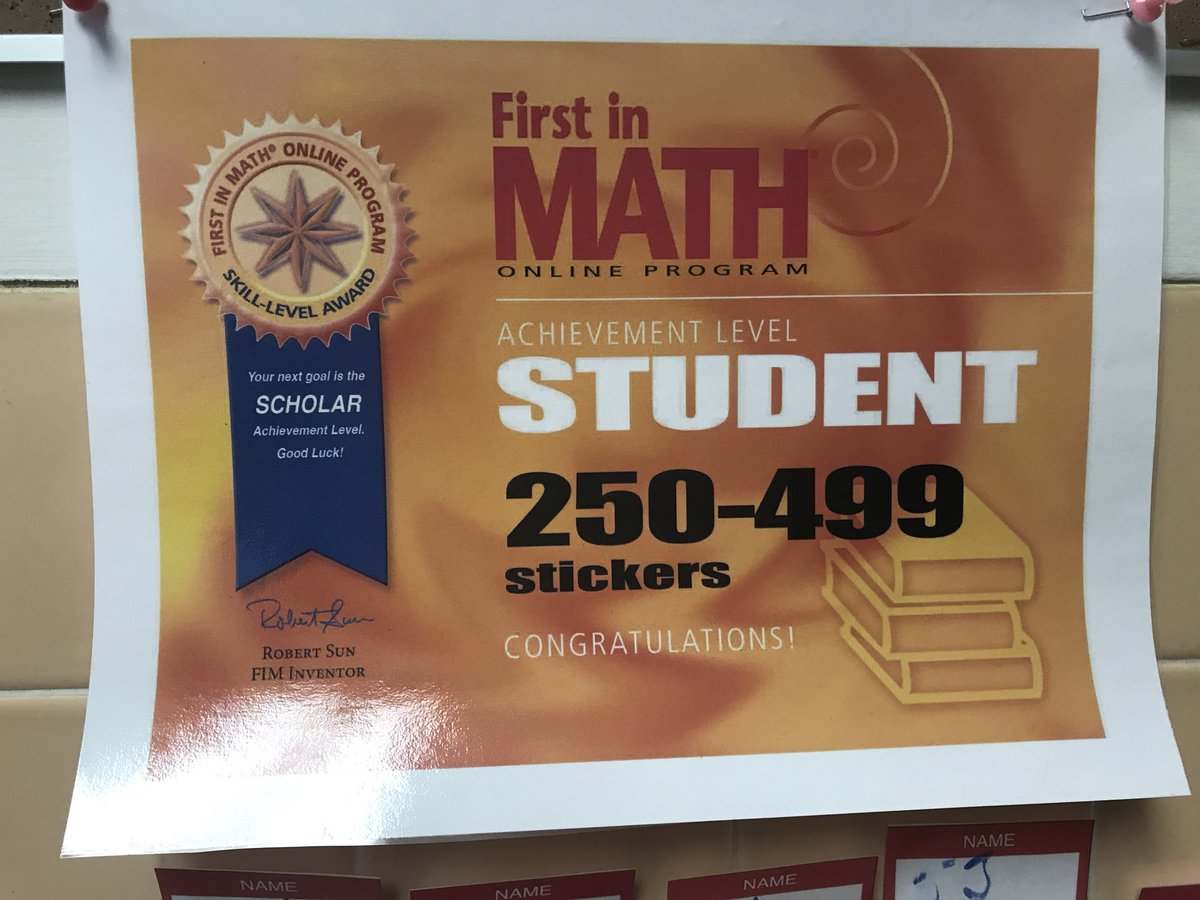 FIRST IN MATH® ONLINE PROGRAM
SKILL-LEVEL AWARD
Your next goal is the
SCHOLAR
Achievement Level.
Good Luck!
Robert Sun
ROBERT SUN
FIM INVENTOR
First in
MATH®
ONLINE PROGRAM
ACHIEVEMENT LEVEL
STUDENT
250-499
stickers
CONGRATULATIONS!
NAME
NAME
NAME
NAME